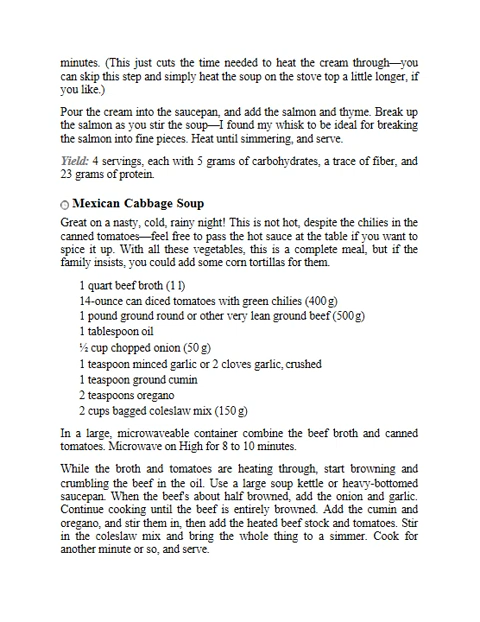 minutes. (This just cuts the time needed to heat the cream through—you
can skip this step and simply heat the soup on the stove top a little longer, if
you like.)
Pour the cream into the saucepan, and add the salmon and thyme. Break up
the salmon as you stir the soup—I found my whisk to be ideal for breaking
the salmon into fine pieces. Heat until simmering, and serve.
Yield: 4 servings, each with 5 grams of carbohydrates, a trace of fiber, and
23 grams of protein.
Mexican Cabbage Soup
Great on a nasty, cold, rainy night! This is not hot, despite the chilies in the
canned tomatoes—feel free to pass the hot sauce at the table if you want to
spice it up. With all these vegetables, this is a complete meal, but if the
family insists, you could add some corn tortillas for them.
1 quart beef broth (1 l)
14-ounce can diced tomatoes with green chilies (400 g)
1 pound ground round or other very lean ground beef (500 g)
1 tablespoon oil
½ cup chopped onion (50 g)
1 teaspoon minced garlic or 2 cloves garlic, crushed
1 teaspoon ground cumin
2 teaspoons oregano
2 cups bagged coleslaw mix (150 g)
In a large, microwaveable container combine the beef broth and canned
tomatoes. Microwave on High for 8 to 10 minutes.
While the broth and tomatoes are heating through, start browning and
crumbling the beef in the oil. Use a large soup kettle or heavy-bottomed
saucepan. When the beef's about half browned, add the onion and garlic.
Continue cooking until the beef is entirely browned. Add the cumin and
oregano, and stir them in, then add the heated beef stock and tomatoes. Stir
in the coleslaw mix and bring the whole thing to a simmer. Cook for
another minute or so, and serve.